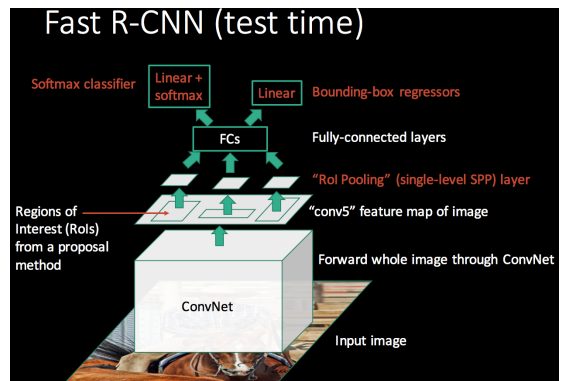 Fast R-CNN (test time)
Softmax classifier
Linear +
softmax
Linear
Bounding-box regressors
FCs
Fully-connected layers
"RoI Pooling" (single-level SPP) layer
Regions of
Interest (RoIs)
from a proposal
method
"conv5" feature map of image
Forward whole image through ConvNet
ConvNet
Input image